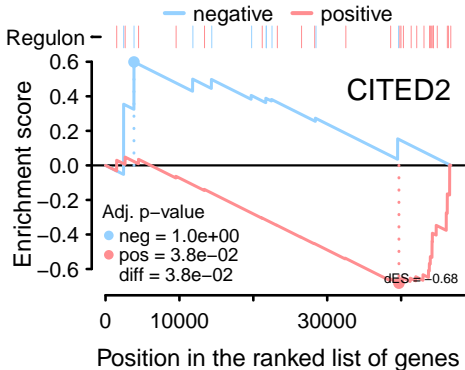 negative positive
Regulon
CITED2
Enrichment score
0.6
0.4
0.2
0.0
−0.2
−0.4
−0.6
Adj. p−value
neg = 1.0e+00
pos = 3.8e−02
diff = 3.8e−02
dES = −0.68
0 10000 30000
Position in the ranked list of genes